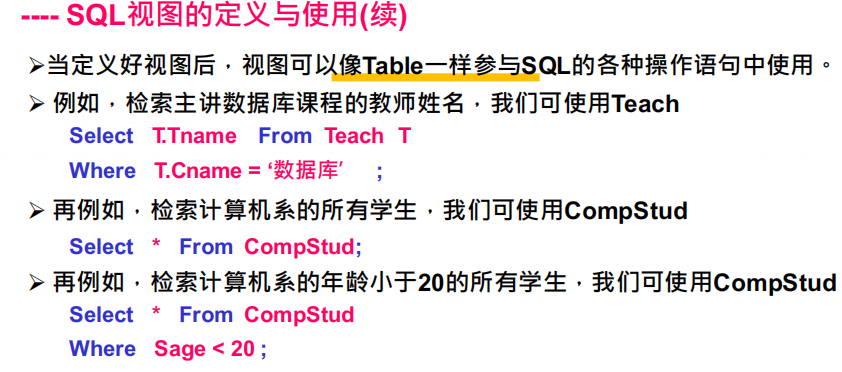 ---- SQL视图的定义与使用(续)
➢当定义好视图后，视图可以像Table一样参与SQL的各种操作语句中使用。
➢ 例如，检索主讲数据库课程的教师姓名，我们可使用Teach
Select T.Tname From Teach T
Where T.Cname = ‘数据库’ ;
➢ 再例如，检索计算机系的所有学生，我们可使用CompStud
Select * From CompStud;
➢ 再例如，检索计算机系的年龄小于20的所有学生，我们可使用CompStud
Select * From CompStud
Where Sage < 20 ;